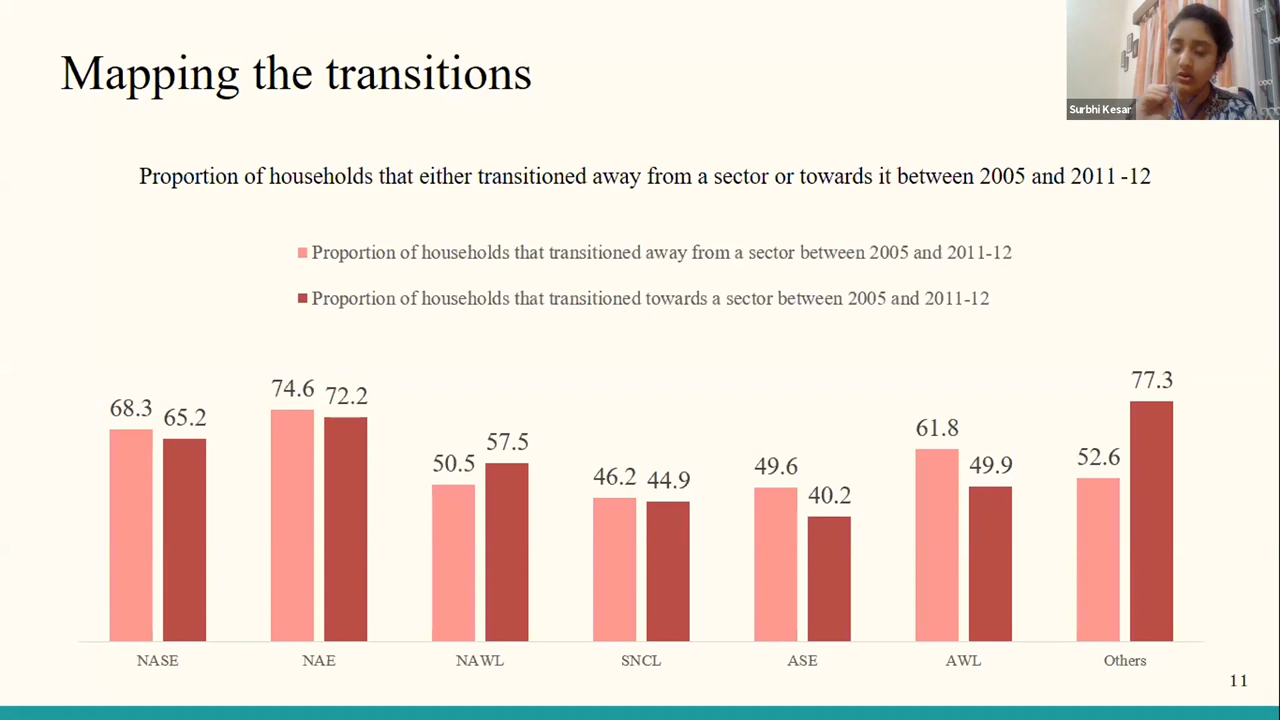 Mapping the transitions
Surbhi Kesar
Proportion of households that either transitioned away from a sector or towards it between 2005 and 2011-12
Proportion of households that transitioned away from a sector between 2005 and 2011-12
Proportion of households that transitioned towards a sector between 2005 and 2011-12
68.3 65.2 74.6 72.2 50.5 57.5 46.2 44.9 49.6 40.2 61.8 49.9 52.6 77.3
NASE NAE NAWL SNCL ASE AWL Others
11